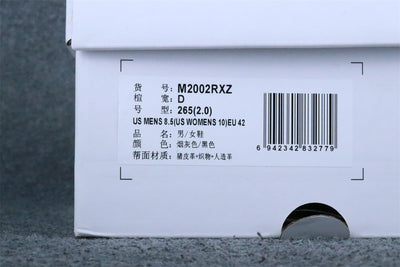 货 号: M2002RXZ
楦 宽: D
号 型: 265(2.0)
US MENS 8.5(US WOMENS 10)EU 42
品 名: 男/女鞋
颜 色: 烟灰色/黑色
帮面材质: 猪皮革+织物+人造革
6 942342 832779